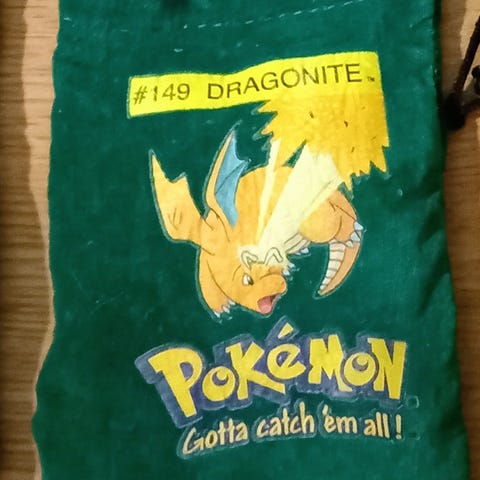 #149 DRAGONITE™
POKéMON
Gotta catch 'em all!